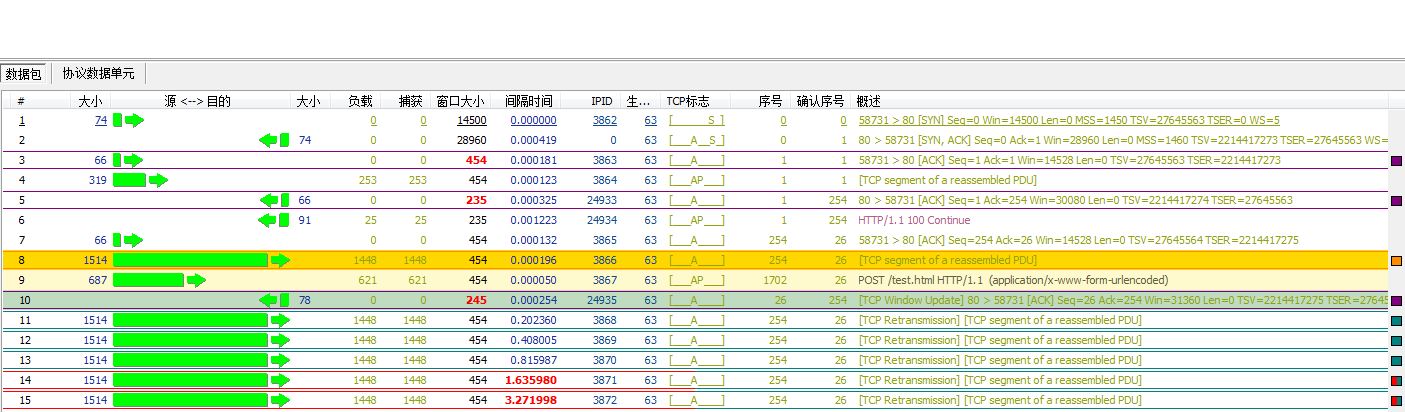 数据包 协议数据单元
# 大小 源 <--> 目的 大小 负载 捕获 窗口大小 间隔时间 IPID 生... TCP标志 序号 确认序号 概述
1 74 0 0 14500 0.000000 3862 63 [______S_] 0 0 58731 > 80 [SYN] Seq=0 Win=14500 Len=0 MSS=1450 TSV=27645563 TSER=0 WS=5
2 74 0 0 28960 0.000419 0 63 [___A__S_] 0 1 80 > 58731 [SYN, ACK] Seq=0 Ack=1 Win=28960 Len=0 MSS=1460 TSV=2214417273 TSER=27645563 WS=
3 66 0 0 454 0.000181 3863 63 [___A____] 1 1 58731 > 80 [ACK] Seq=1 Ack=1 Win=14528 Len=0 TSV=27645563 TSER=2214417273
4 319 253 253 454 0.000123 3864 63 [___AP___] 1 1 [TCP segment of a reassembled PDU]
5 66 0 0 235 0.000325 24933 63 [___A____] 1 254 80 > 58731 [ACK] Seq=1 Ack=254 Win=30080 Len=0 TSV=2214417274 TSER=27645563
6 91 25 25 235 0.001223 24934 63 [___AP___] 1 254 HTTP/1.1 100 Continue
7 66 0 0 454 0.000132 3865 63 [___A____] 254 26 58731 > 80 [ACK] Seq=254 Ack=26 Win=14528 Len=0 TSV=27645564 TSER=2214417275
8 1514 1448 1448 454 0.000196 3866 63 [___A____] 254 26 [TCP segment of a reassembled PDU]
9 687 621 621 454 0.000050 3867 63 [___AP___] 1702 26 POST /test.html HTTP/1.1 (application/x-www-form-urlencoded)
10 78 0 0 245 0.000254 24935 63 [___A____] 26 254 [TCP Window Update] 80 > 58731 [ACK] Seq=26 Ack=254 Win=31360 Len=0 TSV=2214417275 TSER=27645
11 1514 1448 1448 454 0.202360 3868 63 [___A____] 254 26 [TCP Retransmission] [TCP segment of a reassembled PDU]
12 1514 1448 1448 454 0.408005 3869 63 [___A____] 254 26 [TCP Retransmission] [TCP segment of a reassembled PDU]
13 1514 1448 1448 454 0.815987 3870 63 [___A____] 254 26 [TCP Retransmission] [TCP segment of a reassembled PDU]
14 1514 1448 1448 454 1.635980 3871 63 [___A____] 254 26 [TCP Retransmission] [TCP segment of a reassembled PDU]
15 1514 1448 1448 454 3.271998 3872 63 [___A____] 254 26 [TCP Retransmission] [TCP segment of a reassembled PDU]